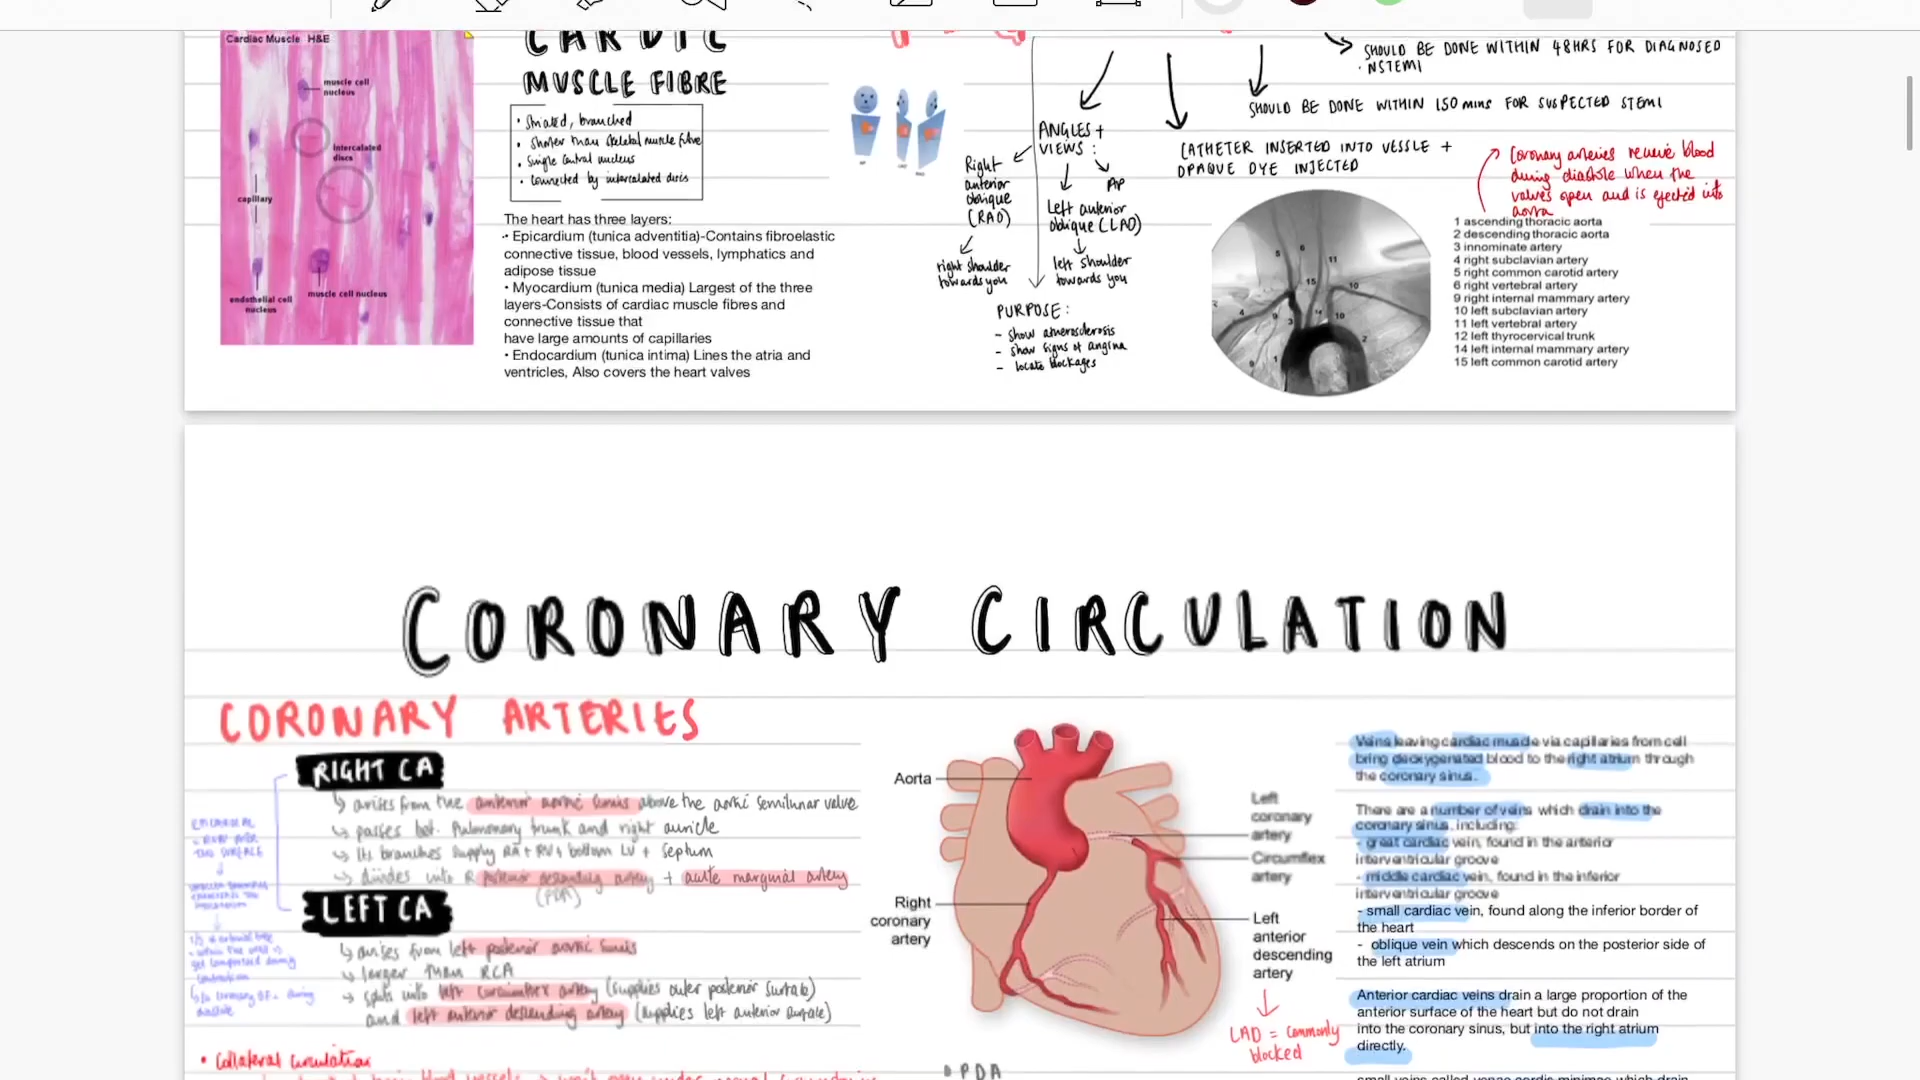 Cardiac Muscle H&E
muscle cell
nucleus
Intercalated
discs
capillary
endothelial cell
nucleus
muscle cell nucleus
CARDIC
MUSCLE FIBRE
• Striated, branched
• Shorter than skeletal muscle fibre
• Single central nucleus
• Connected by intercalated discs
The heart has three layers:
• Epicardium (tunica adventitia)-Contains fibroelastic
connective tissue, blood vessels, lymphatics and
adipose tissue
• Myocardium (tunica media) Largest of the three
layers-Consists of cardiac muscle fibres and
connective tissue that
have large amounts of capillaries
• Endocardium (tunica intima) Lines the atria and
ventricles, Also covers the heart valves
ANGLES +
VIEWS :
Right
anterior
oblique
(RAO)
right shoulder
towards you
Left anterior
oblique (LAO)
left shoulder
towards you
AP
PURPOSE:
- show atherosclerosis
- show signs of angina
- locate blockages
SHOULD BE DONE WITHIN 48HRS FOR DIAGNOSED
· NSTEMI
SHOULD BE DONE WITHIN 150 mins FOR SUSPECTED STEMI
CATHETER INSERTED INTO VESSLE +
OPAQUE DYE INJECTED
Coronary arteries recieve blood
during diastole when the
valves open and is ejected into
aorta
1 ascending thoracic aorta
2 descending thoracic aorta
3 innominate artery
4 right subclavian artery
5 right common carotid artery
6 right vertebral artery
9 right internal mammary artery
10 left subclavian artery
11 left vertebral artery
12 left thyrocervical trunk
14 left internal mammary artery
15 left common carotid artery
CORONARY CIRCULATION
CORONARY ARTERIES
RIGHT CA
↳ arises from the anterior aortic sinus above the aortic semilunar valve
↳ passes bet. Pulmonary trunk and right auricle
↳ its branches supply RA + RV + bottom LV + Septum
↳ divides into R posterior descending artery + acute marginal artery
(PDA)
LEFT CA
↳ arises from left posterior aortic sinus
↳ larger than RCA
→ splits into left circumflex artery (supplies outer posterior surface)
and left anterior descending artery (supplies left anterior surface)
• Collateral circulation
Aorta
Right
coronary
artery
Left
coronary
artery
Circumflex
artery
Left
anterior
descending
artery
LAD = commonly
blocked
PDA
Veins leaving cardiac muscle via capillaries from cell
bring deoxygenated blood to the right atrium through
the coronary sinus.
There are a number of veins which drain into the
coronary sinus, including:
- great cardiac vein, found in the arterior
interventricular groove
- middle cardiac vein, found in the inferior
interventricular groove
- small cardiac vein, found along the inferior border of
the heart
- oblique vein which descends on the posterior side of
the left atrium
Anterior cardiac veins drain a large proportion of the
anterior surface of the heart but do not drain
into the coronary sinus, but into the right atrium
directly.
small veins called venae cordis minimae which drain